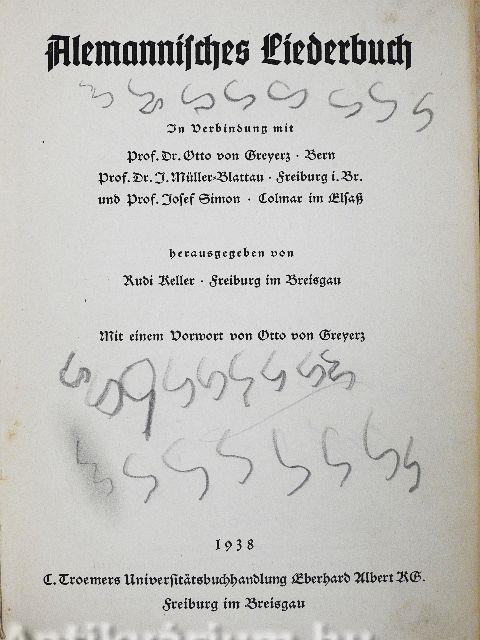 Alemannisches Liederbuch
In Verbindung mit
Prof. Dr. Otto von Greyerz · Bern
Prof. Dr. J. Müller-Blattau · Freiburg i. Br.
und Prof. Josef Simon · Colmar im Elsaß
herausgegeben von
Rudi Keller · Freiburg im Breisgau
Mit einem Vorwort von Otto von Greyerz
1938
C. Troemers Universitätsbuchhandlung Eberhard Albert KG.
Freiburg im Breisgau
Antikvárium.hu